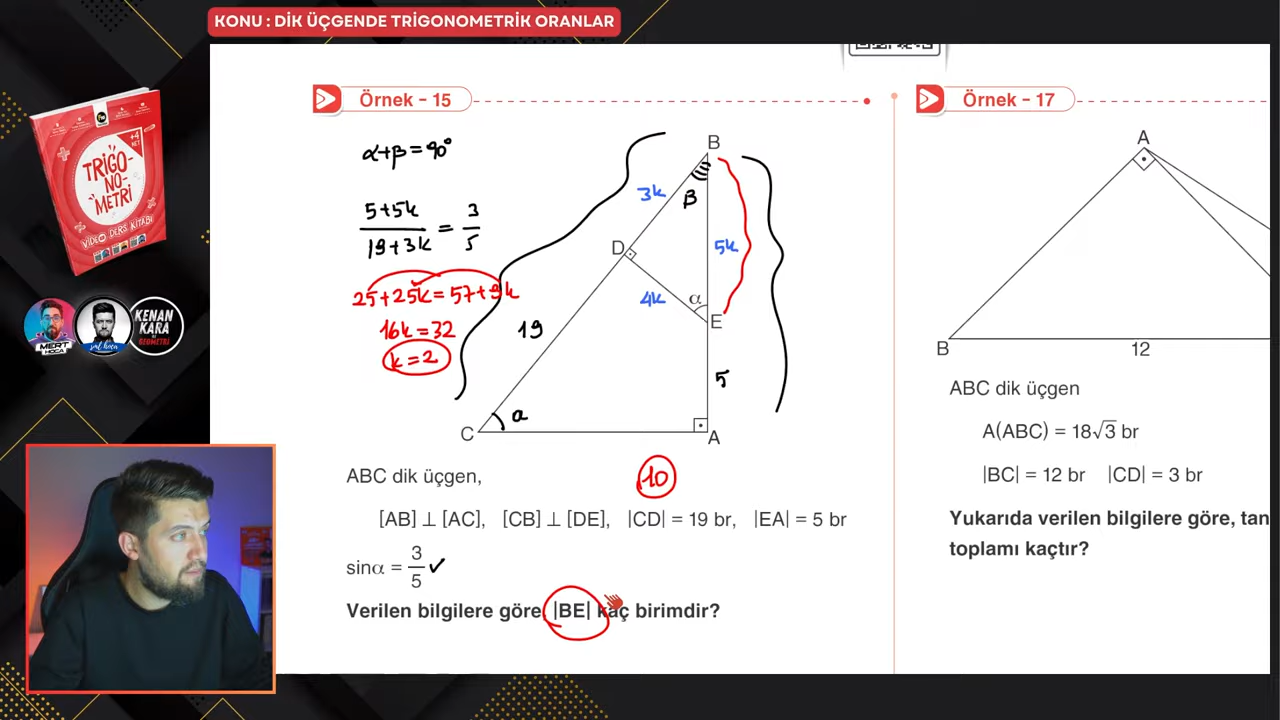 KONU : DİK ÜÇGENDE TRİGONOMETRİK ORANLAR
+4 NET
TRİGO-
NO-
METRİ
VİDEO DERS KİTABI
MERT HOCA
KENAN
KARA
GEOMETRİ
Örnek - 15
α+β=90°
5+5k
19+3k
=
3
5
25+25k=57+9k
16k=32
k=2
B
3k
β
D
5k
4k
α
E
19
5
C
α
A
ABC dik üçgen,
10
[AB] ⊥ [AC], [CB] ⊥ [DE], |CD| = 19 br, |EA| = 5 br
sinα = 3/5 ✓
Verilen bilgilere göre, |BE| kaç birimdir?
Örnek - 17
A
B
12
ABC dik üçgen
A(ABC) = 18√3 br
|BC| = 12 br |CD| = 3 br
Yukarıda verilen bilgilere göre, tan
toplamı kaçtır?